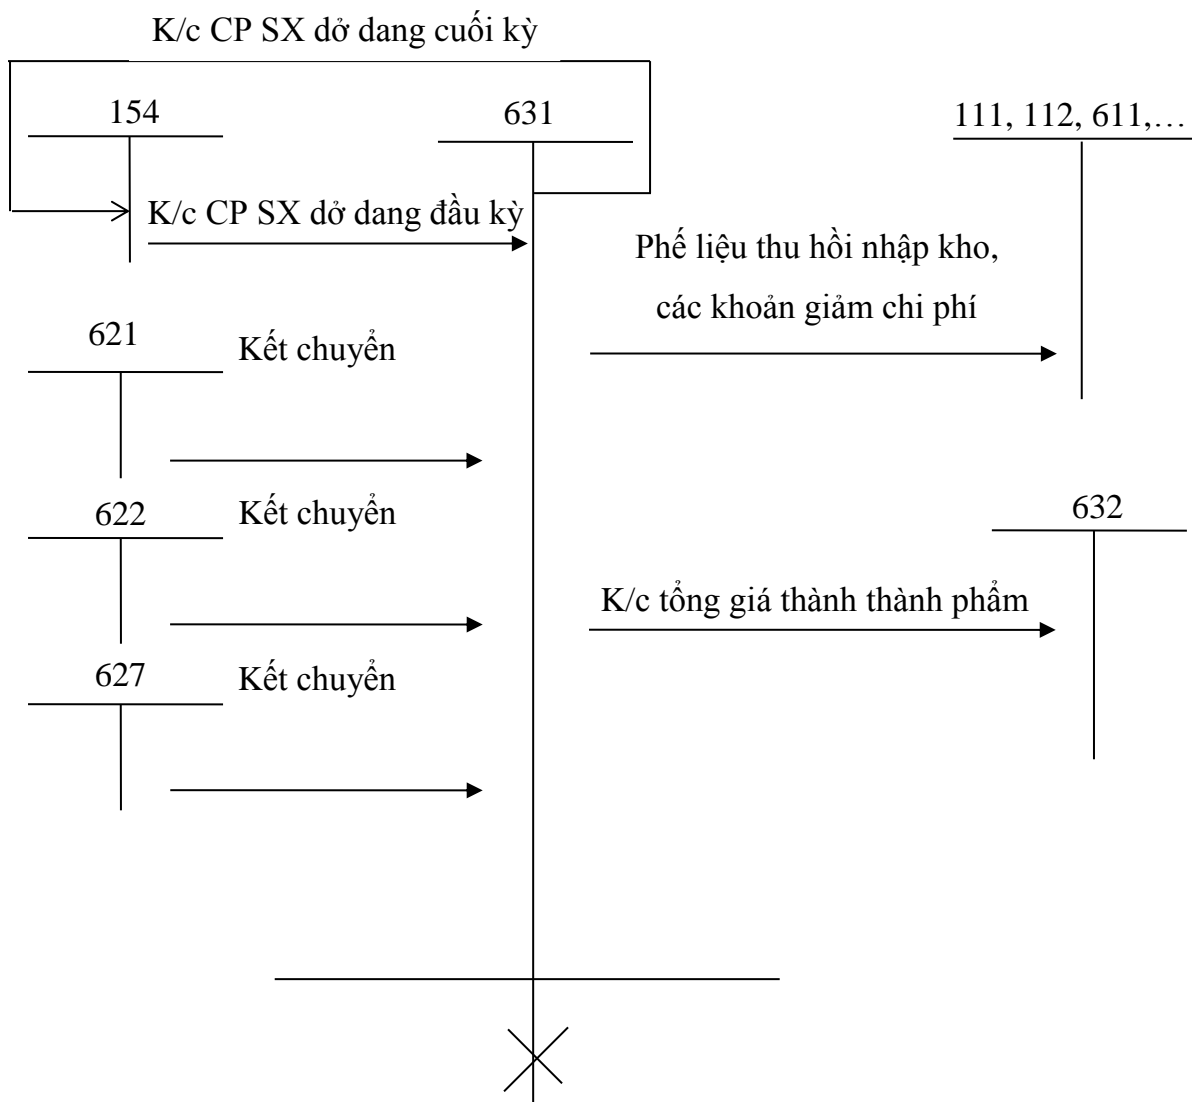 K/c CP SX dở dang cuối kỳ
154
631
111, 112, 611,…
K/c CP SX dở dang đầu kỳ
Phế liệu thu hồi nhập kho,
các khoản giảm chi phí
621
Kết chuyển
622
Kết chuyển
632
K/c tổng giá thành thành phẩm
627
Kết chuyển